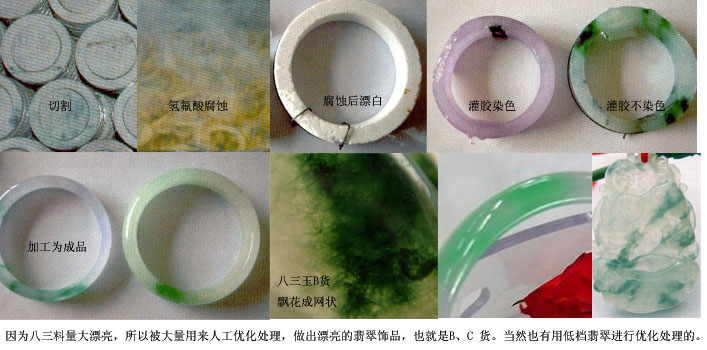 切割
氢氟酸腐蚀
腐蚀后漂白
灌胶染色
灌胶不染色
加工为成品
八三玉B货
飘花成网状
因为八三料量大漂亮，所以被大量用来人工优化处理，做出漂亮的翡翠饰品，也就是B、C 货。当然也有用低档翡翠进行优化处理的。